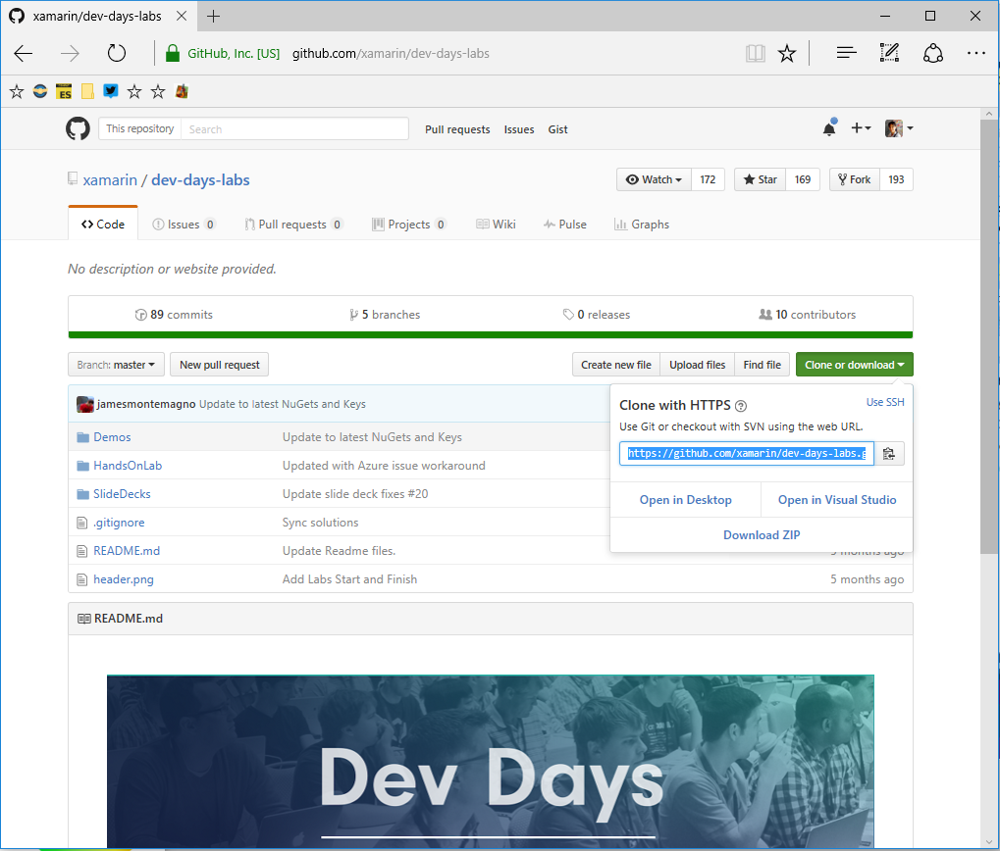 xamarin/dev-days-labs
GitHub, Inc. [US] github.com/xamarin/dev-days-labs
ES
This repository Search Pull requests Issues Gist
xamarin / dev-days-labs Watch 172 Star 169 Fork 193
Code Issues 0 Pull requests 0 Projects 0 Wiki Pulse Graphs
No description or website provided.
89 commits 5 branches 0 releases 10 contributors
Branch: master New pull request Create new file Upload files Find file Clone or download
jamesmontemagno Update to latest NuGets and Keys
Demos Update to latest NuGets and Keys
HandsOnLab Updated with Azure issue workaround
SlideDecks Update slide deck fixes #20
.gitignore Sync solutions
README.md Update Readme files. months ago
header.png Add Labs Start and Finish 5 months ago
Clone with HTTPS Use SSH
Use Git or checkout with SVN using the web URL.
https://github.com/xamarin/dev-days-labs.g
Open in Desktop Open in Visual Studio
Download ZIP
README.md
Dev Days